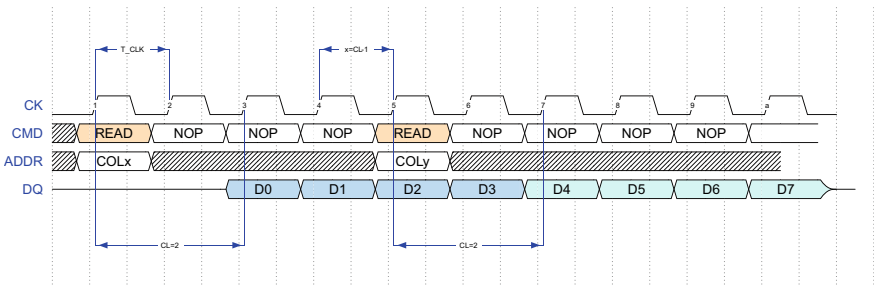 T_CLK x=CL-1
CK 1 2 3 4 5 6 7 8 9 a
CMD READ NOP NOP NOP READ NOP NOP NOP NOP
ADDR COLx COLy
DQ D0 D1 D2 D3 D4 D5 D6 D7
CL=2 CL=2